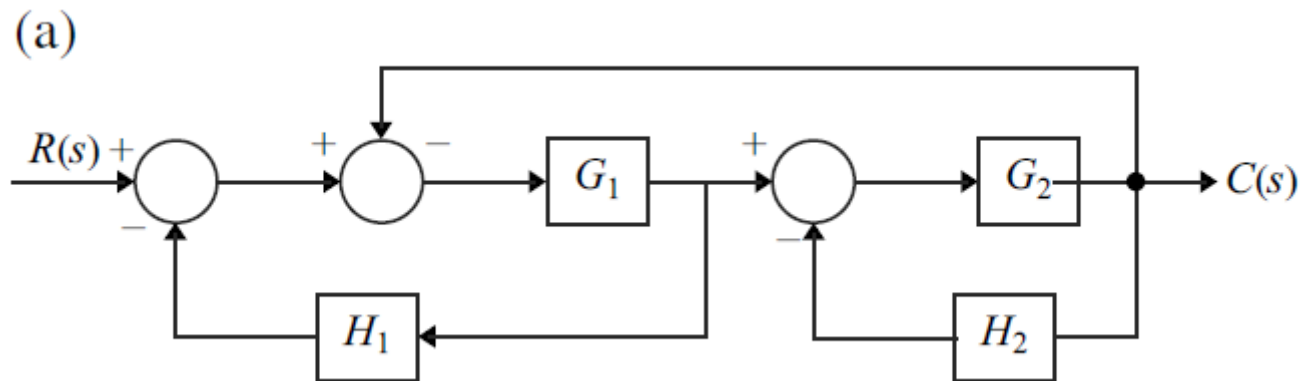 (a)
R(s) + − + − G₁ + − G₂ C(s)
H₁ H₂